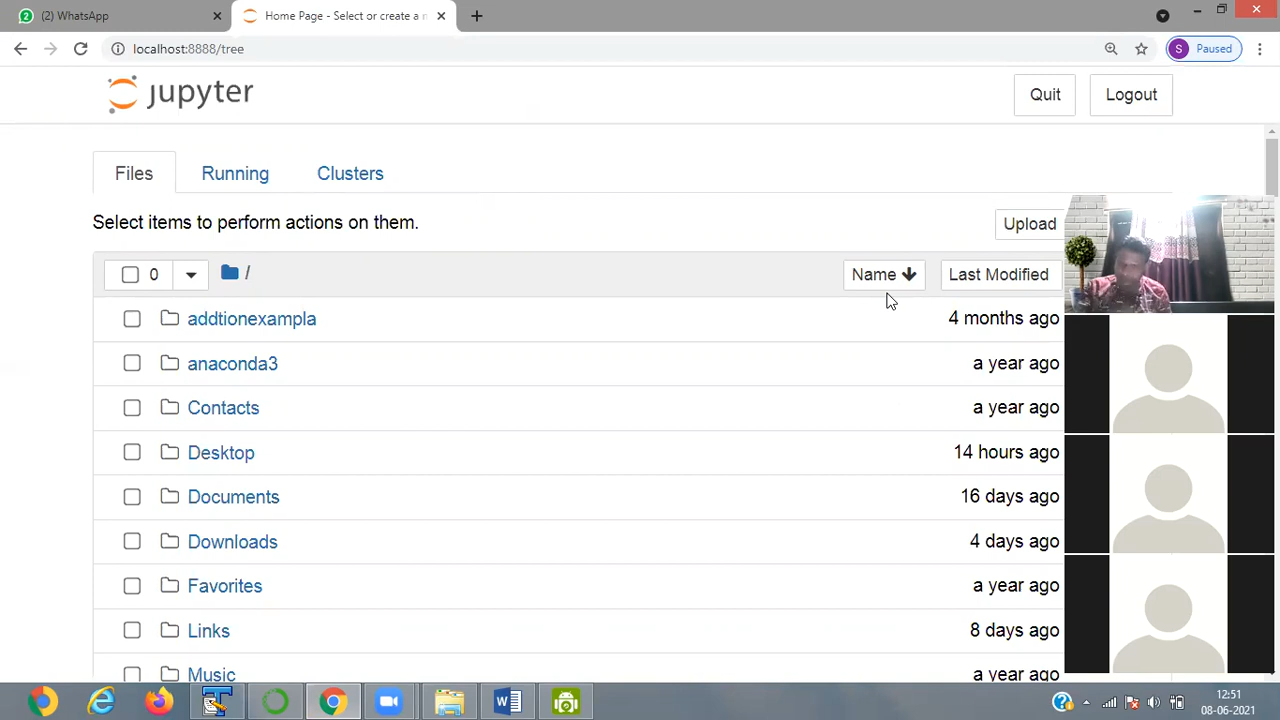 (2) WhatsApp
Home Page - Select or create a n
localhost:8888/tree
S Paused
jupyter
Quit
Logout
Files
Running
Clusters
Select items to perform actions on them.
Upload
0
/
Name
Last Modified
addtionexampla
4 months ago
anaconda3
a year ago
Contacts
a year ago
Desktop
14 hours ago
Documents
16 days ago
Downloads
4 days ago
Favorites
a year ago
Links
8 days ago
Music
a year ago
12:51
08-06-2021